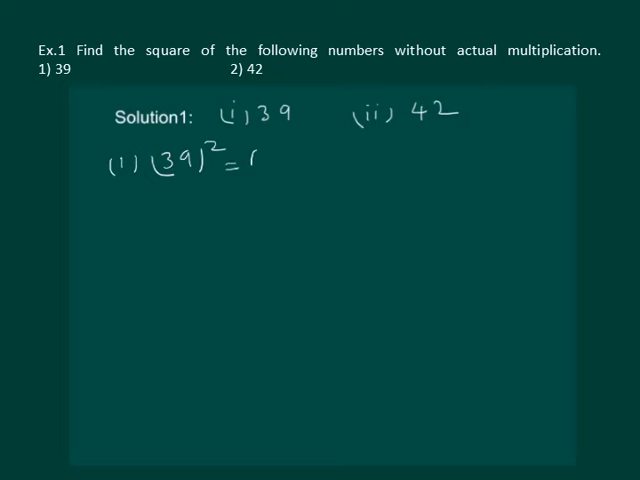 Ex.1 Find the square of the following numbers without actual multiplication.
1) 39 2) 42
Solution1: (i) 39 (ii) 42
(i) (39)² = (